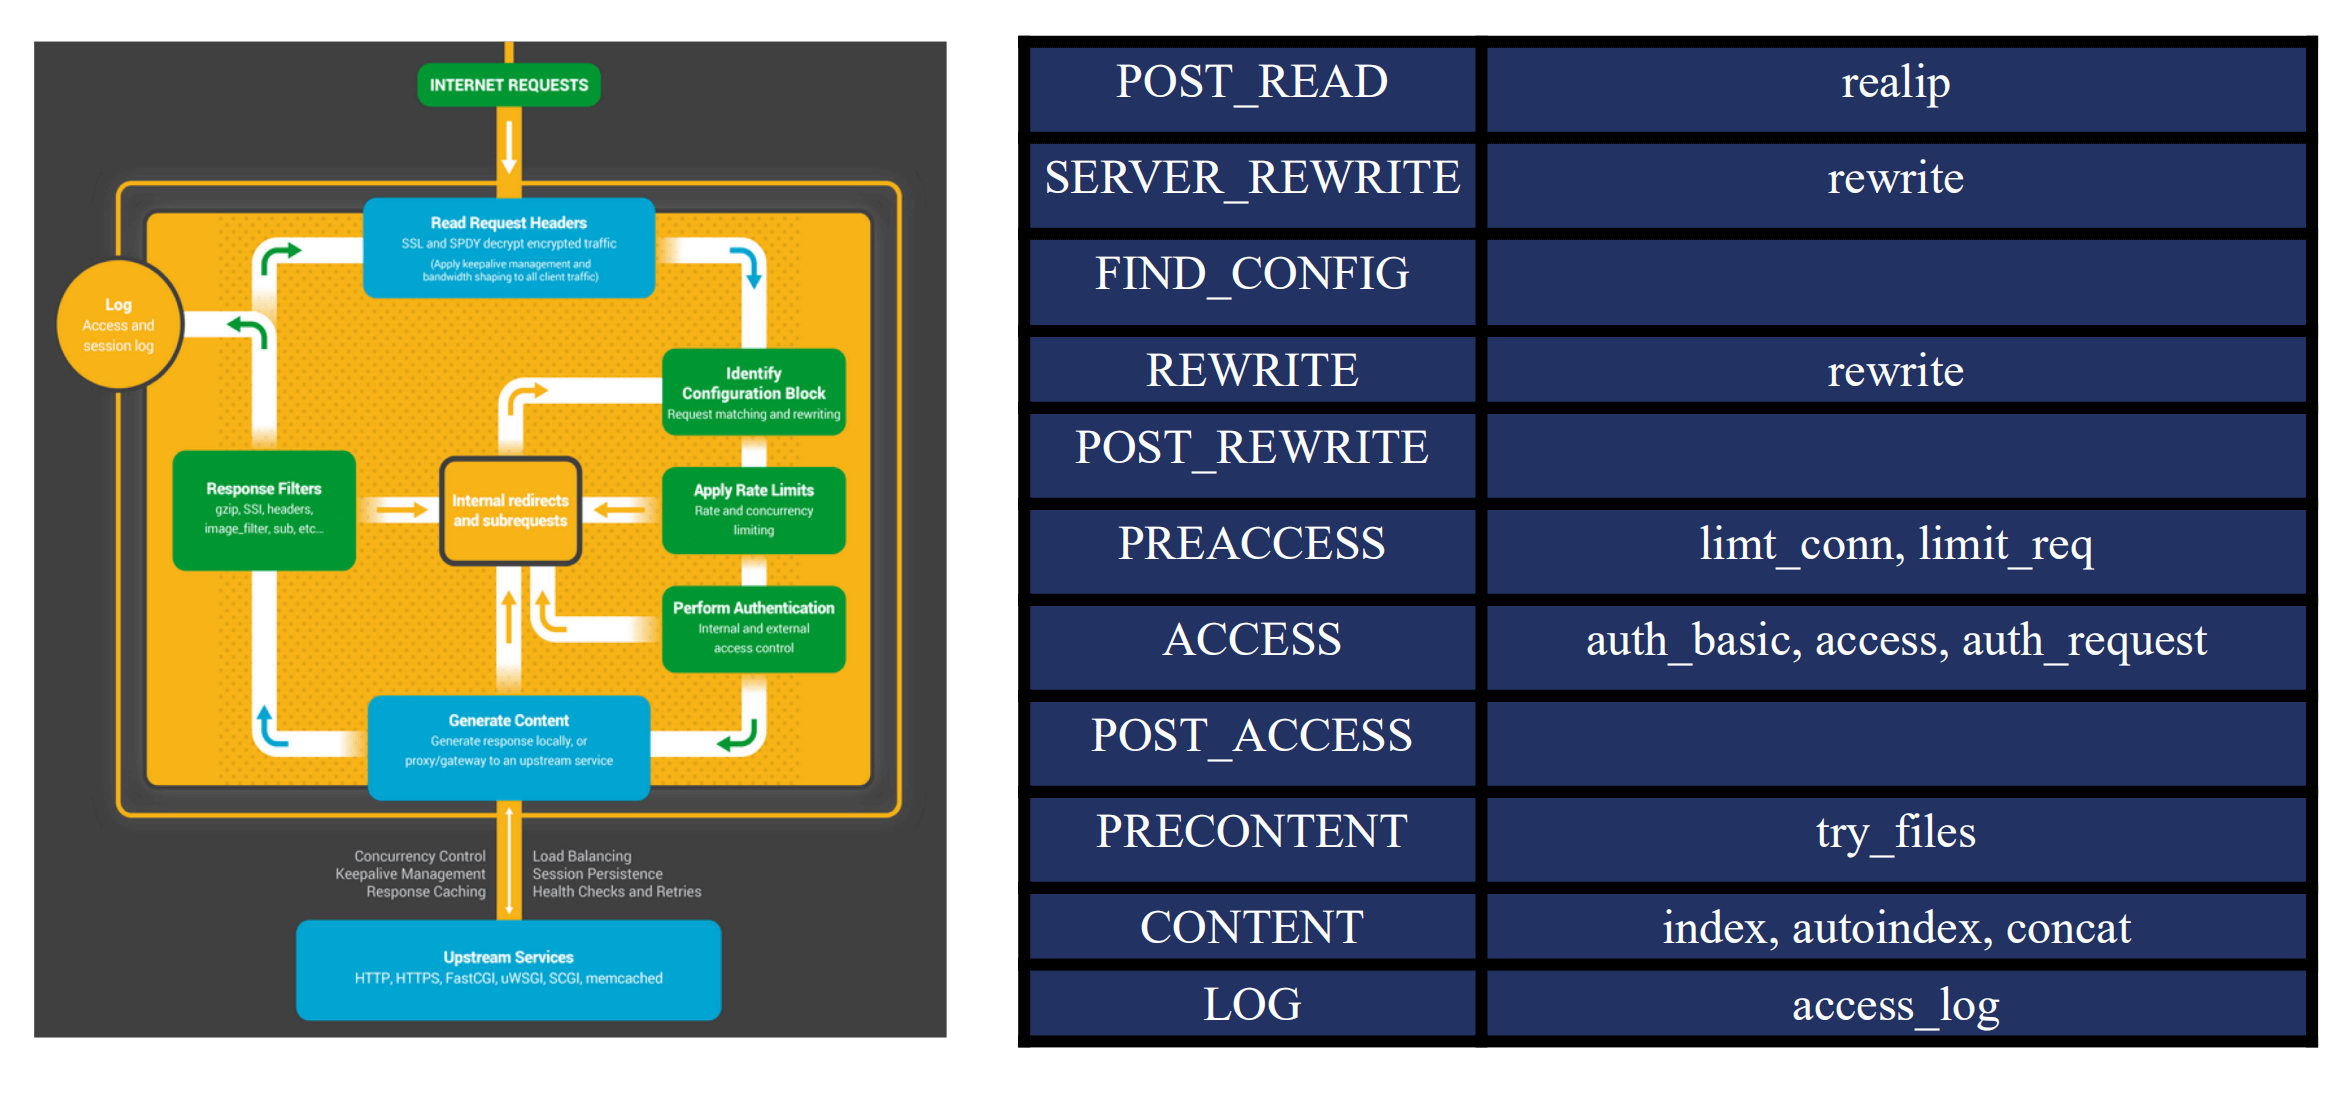 INTERNET REQUESTS
Read Request Headers
SSL and SPDY decrypt encrypted traffic
(Apply keepalive management and
bandwidth shaping to all client traffic)
Log
Access and
session log
Identify
Configuration Block
Request matching and rewriting
Response Filters
gzip, SSI, headers,
image_filter, sub, etc...
Internal redirects
and subrequests
Apply Rate Limits
Rate and concurrency
limiting
Perform Authentication
Internal and external
access control
Generate Content
Generate response locally, or
proxy/gateway to an upstream service
Concurrency Control
Keepalive Management
Response Caching
Load Balancing
Session Persistence
Health Checks and Retries
Upstream Services
HTTP, HTTPS, FastCGI, uWSGI, SCGI, memcached
POST_READ realip
SERVER_REWRITE rewrite
FIND_CONFIG
REWRITE rewrite
POST_REWRITE
PREACCESS limt_conn, limit_req
ACCESS auth_basic, access, auth_request
POST_ACCESS
PRECONTENT try_files
CONTENT index, autoindex, concat
LOG access_log